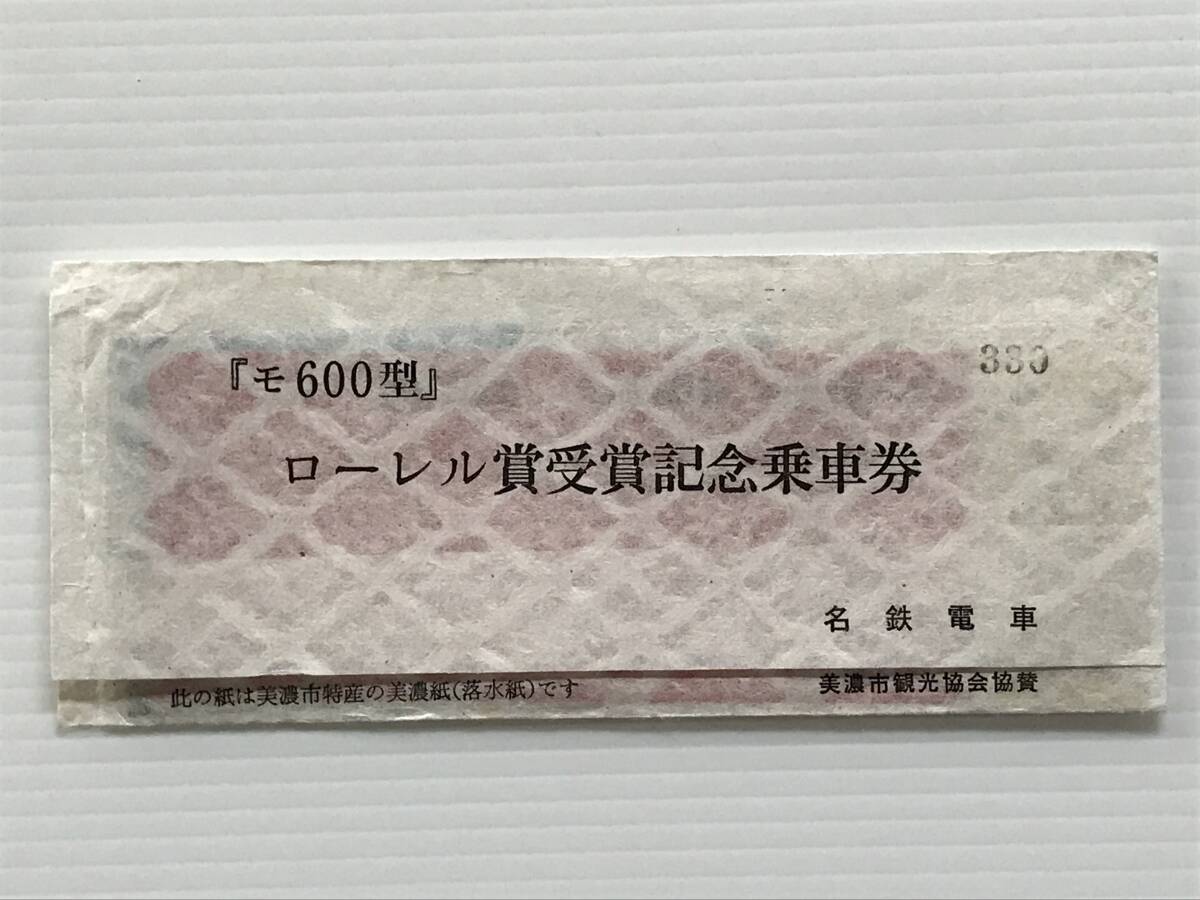 330
『モ600型』
ローレル賞受賞記念乗車券
名鉄電車
此の紙は美濃市特産の美濃紙(落水紙)です
美濃市観光協会協賛